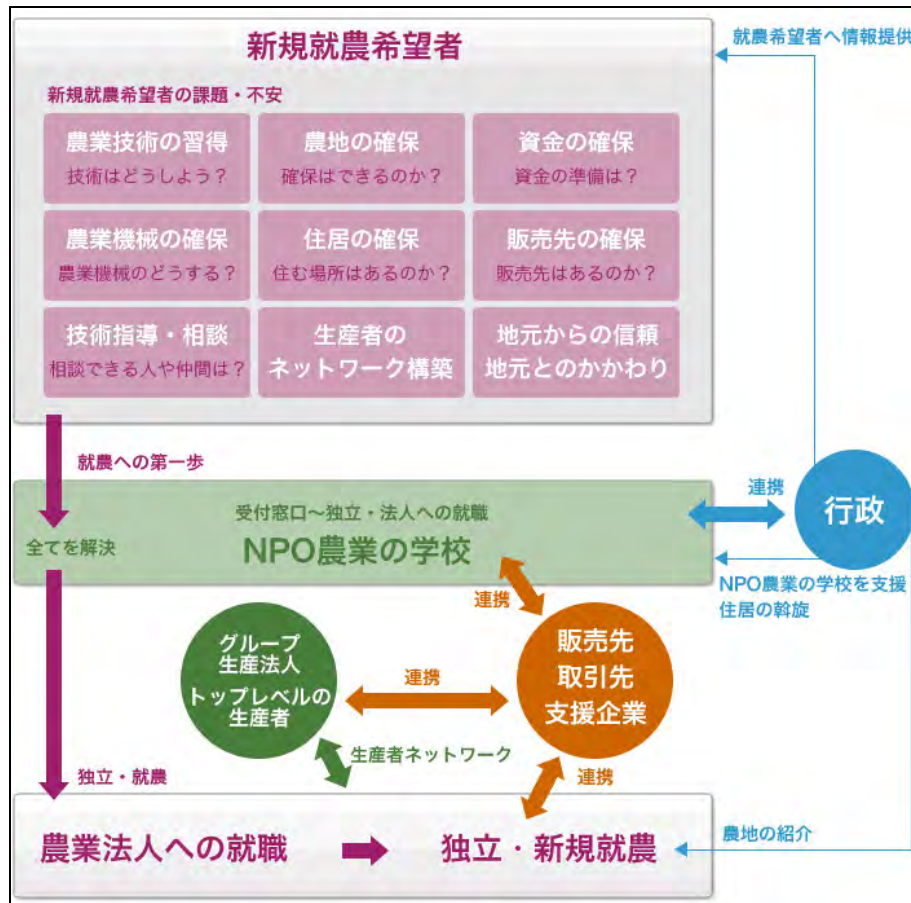 新規就農希望者
就農希望者へ情報提供
新規就農希望者の課題・不安
農業技術の習得
技術はどうしよう？
農地の確保
確保はできるのか？
資金の確保
資金の準備は？
農業機械の確保
農業機械のどうする？
住居の確保
住む場所はあるのか？
販売先の確保
販売先はあるのか？
技術指導・相談
相談できる人や仲間は？
生産者の
ネットワーク構築
地元からの信頼
地元とのかかわり
就農への第一歩
連携
行政
受付窓口～独立・法人への就職
全てを解決
NPO農業の学校
NPO農業の学校を支援
住居の斡旋
連携
グループ
生産法人
トップレベルの
生産者
連携
販売先
取引先
支援企業
生産者ネットワーク
連携
独立・就農
農地の紹介
農業法人への就職
独立・新規就農